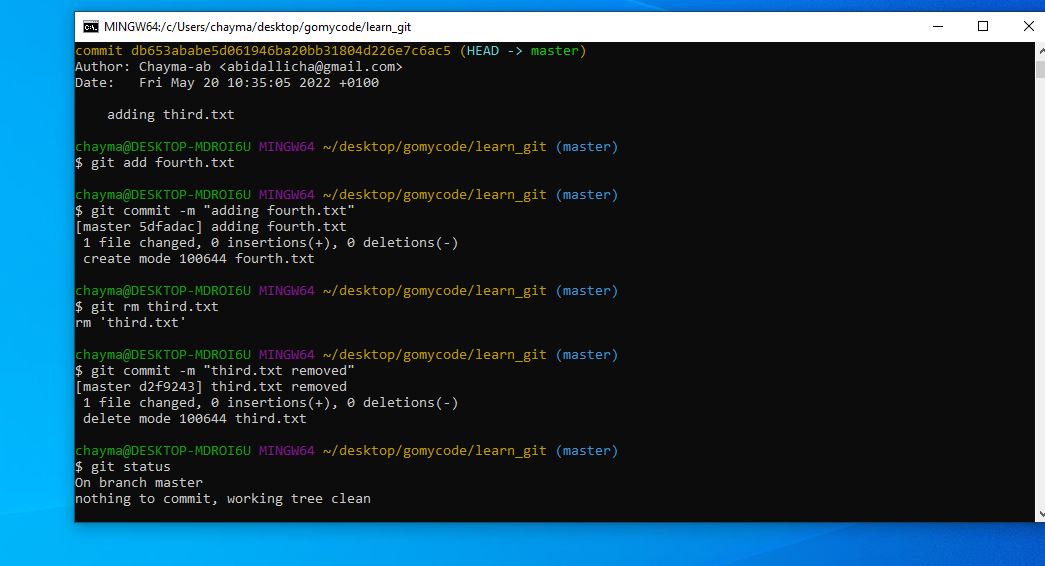 MINGW64:/c/Users/chayma/desktop/gomycode/learn_git
commit db653ababe5d061946ba20bb31804d226e7c6ac5 (HEAD -> master)
Author: Chayma-ab <abidallicha@gmail.com>
Date:   Fri May 20 10:35:05 2022 +0100
    adding third.txt
chayma@DESKTOP-MDROI6U MINGW64 ~/desktop/gomycode/learn_git (master)
$ git add fourth.txt
chayma@DESKTOP-MDROI6U MINGW64 ~/desktop/gomycode/learn_git (master)
$ git commit -m "adding fourth.txt"
[master 5dfadac] adding fourth.txt
 1 file changed, 0 insertions(+), 0 deletions(-)
 create mode 100644 fourth.txt
chayma@DESKTOP-MDROI6U MINGW64 ~/desktop/gomycode/learn_git (master)
$ git rm third.txt
rm 'third.txt'
chayma@DESKTOP-MDROI6U MINGW64 ~/desktop/gomycode/learn_git (master)
$ git commit -m "third.txt removed"
[master d2f9243] third.txt removed
 1 file changed, 0 insertions(+), 0 deletions(-)
 delete mode 100644 third.txt
chayma@DESKTOP-MDROI6U MINGW64 ~/desktop/gomycode/learn_git (master)
$ git status
On branch master
nothing to commit, working tree clean